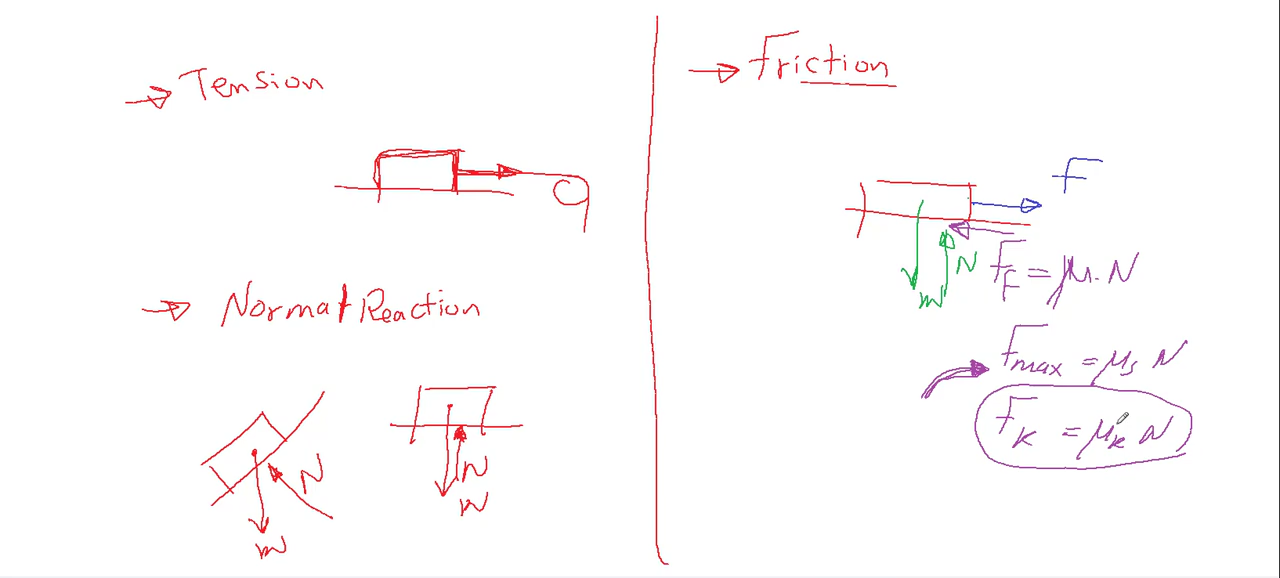 → Tension
→ Normal Reaction
N
W
N
W
→ Friction
F
N
W
F_F = μ. N
F_max = μ_s N
F_K = μ_k N